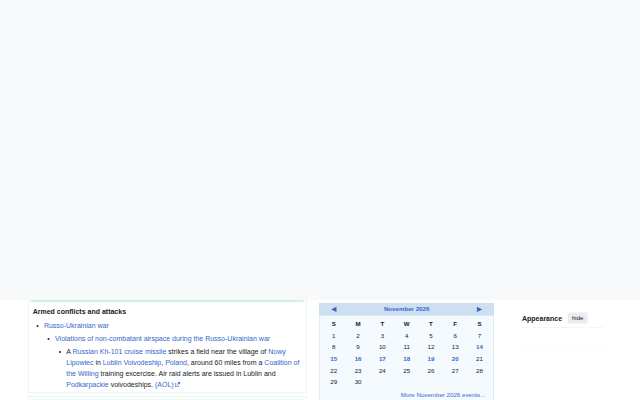 Armed conflicts and attacks
• Russo-Ukrainian war
• Violations of non-combatant airspace during the Russo-Ukrainian war
• A Russian Kh-101 cruise missile strikes a field near the village of Nowy
Lipowiec in Lublin Voivodeship, Poland, around 60 miles from a Coalition of
the Willing training excercise. Air raid alerts are issued in Lublin and
Podkarpackie voivodeships. (AOL)
◀ November 2026 ▶
S M T W T F S
1 2 3 4 5 6 7
8 9 10 11 12 13 14
15 16 17 18 19 20 21
22 23 24 25 26 27 28
29 30
More November 2026 events...
Appearance hide